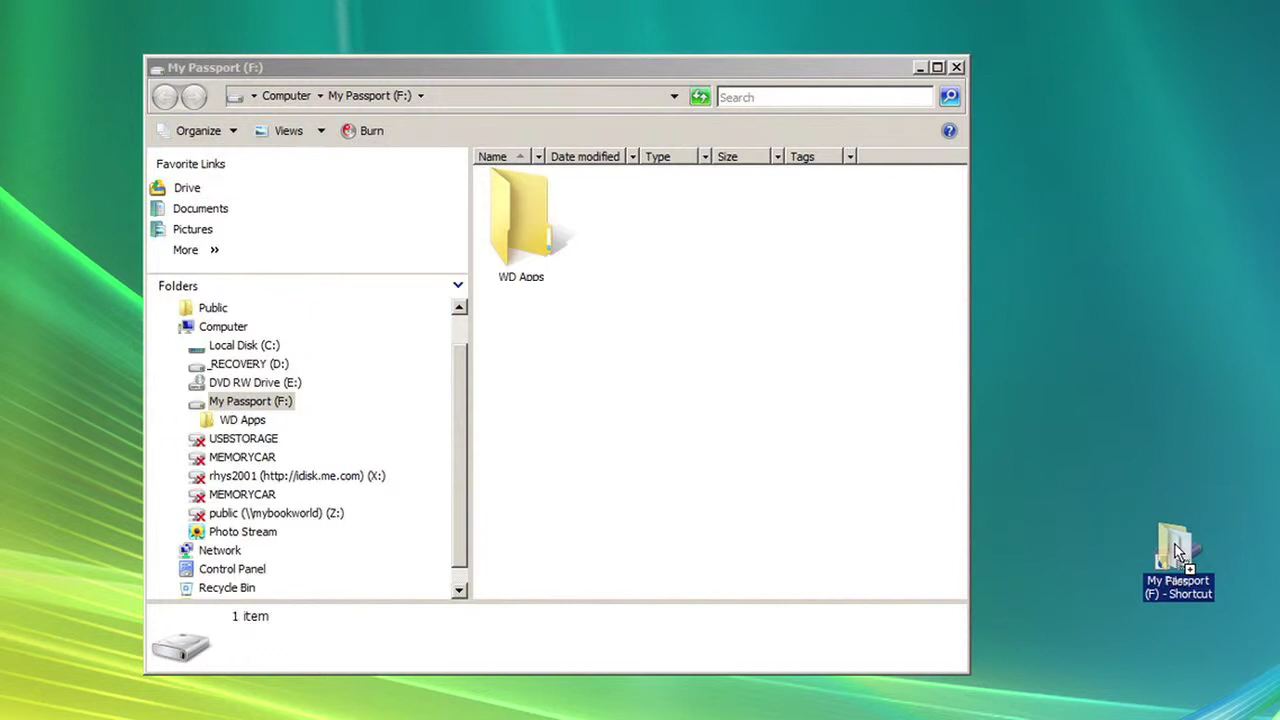 My Passport (F:)
Computer My Passport (F:) Search
Organize Views Burn
Favorite Links
Drive
Documents
Pictures
More »
Folders
Public
Computer
Local Disk (C:)
_RECOVERY (D:)
DVD RW Drive (E:)
My Passport (F:)
WD Apps
USBSTORAGE
MEMORYCAR
rhys2001 (http://idisk.me.com) (X:)
MEMORYCAR
public (\\mybookworld) (Z:)
Photo Stream
Network
Control Panel
Recycle Bin
Name Date modified Type Size Tags
WD Apps
1 item
My Passport
(F) - Shortcut